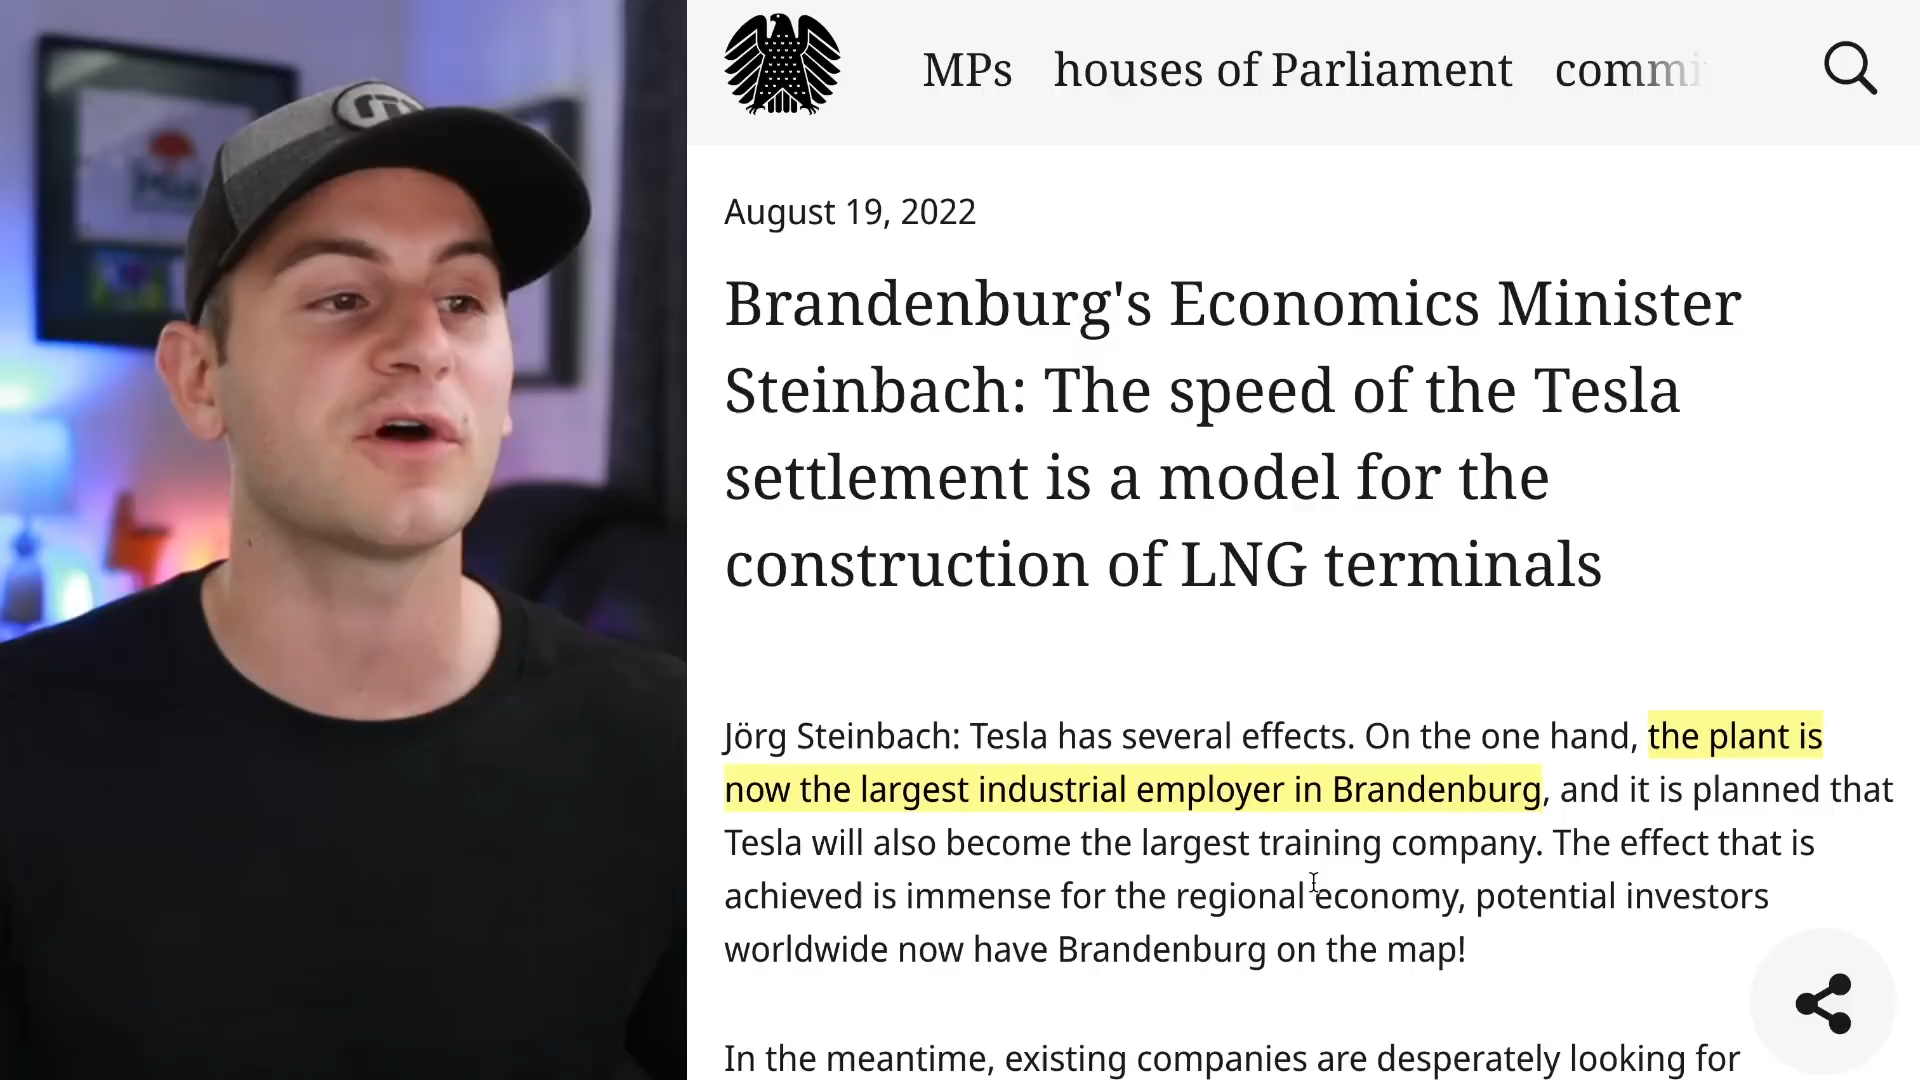 MPs houses of Parliament commi
August 19, 2022
Brandenburg's Economics Minister
Steinbach: The speed of the Tesla
settlement is a model for the
construction of LNG terminals
Jörg Steinbach: Tesla has several effects. On the one hand, the plant is
now the largest industrial employer in Brandenburg, and it is planned that
Tesla will also become the largest training company. The effect that is
achieved is immense for the regional economy, potential investors
worldwide now have Brandenburg on the map!
In the meantime, existing companies are desperately looking for